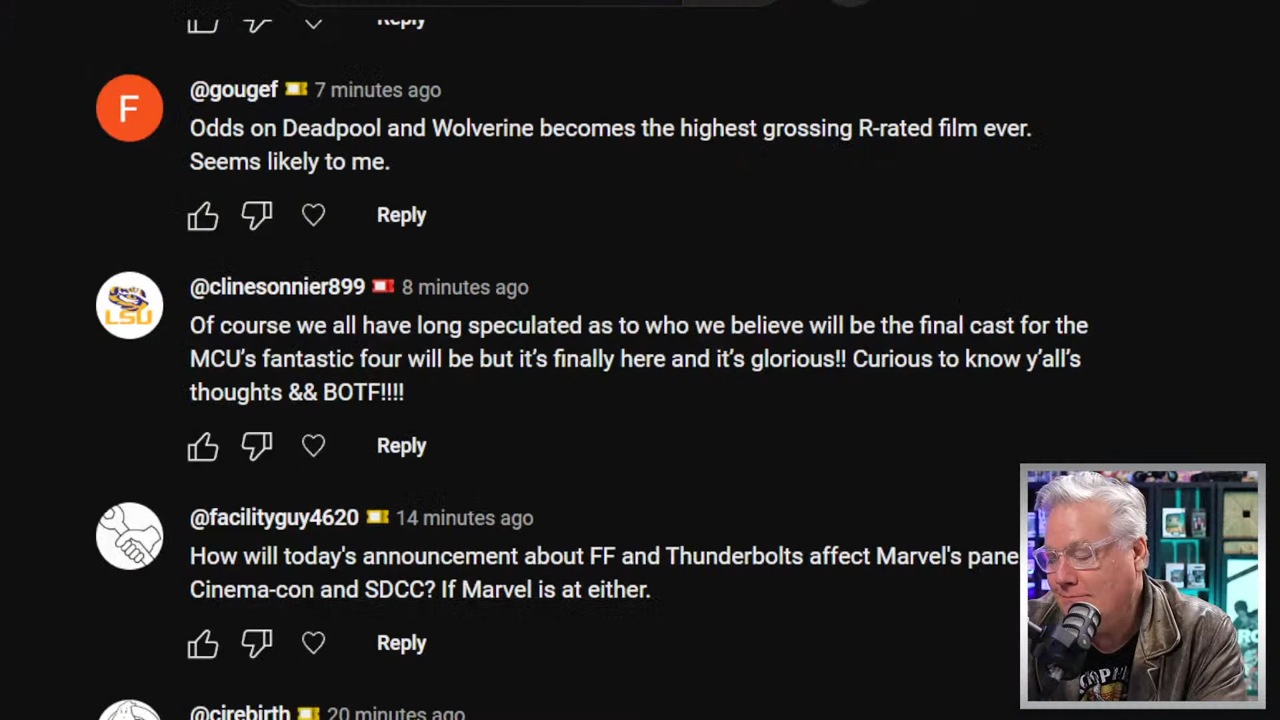 Reply
@gougef 7 minutes ago
F
Odds on Deadpool and Wolverine becomes the highest grossing R-rated film ever.
Seems likely to me.
Reply
@clinesonnier899 8 minutes ago
LSU
Of course we all have long speculated as to who we believe will be the final cast for the
MCU’s fantastic four will be but it’s finally here and it’s glorious!! Curious to know y’all’s
thoughts && BOTF!!!!
Reply
@facilityguy4620 14 minutes ago
How will today's announcement about FF and Thunderbolts affect Marvel's pane
Cinema-con and SDCC? If Marvel is at either.
Reply
@cirebirth 20 minutes ago